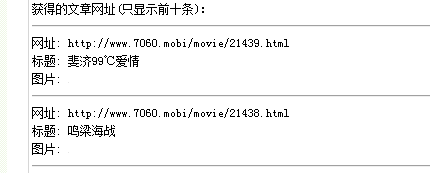 获得的文章网址(只显示前十条):
网址: http://www.7060.mobi/movie/21439.html
标题: 斐济99℃爱情
图片:
网址: http://www.7060.mobi/movie/21438.html
标题: 鸣梁海战
图片: